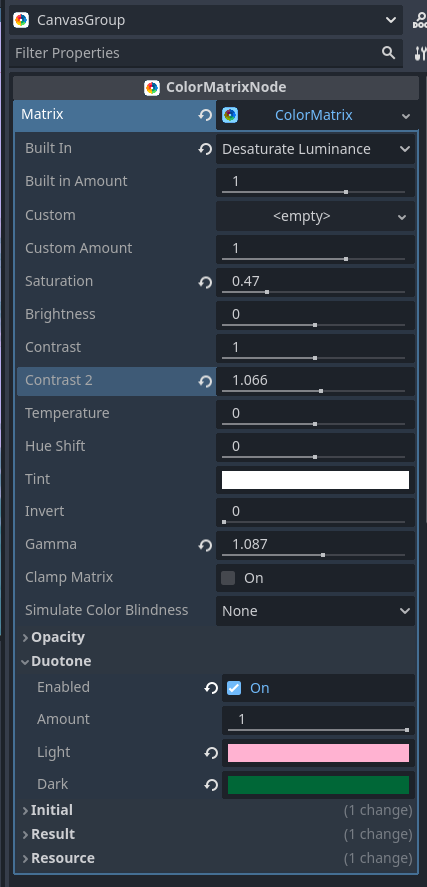 CanvasGroup
DOC
Filter Properties
ColorMatrixNode
Matrix ColorMatrix
Built In Desaturate Luminance
Built in Amount 1
Custom <empty>
Custom Amount 1
Saturation 0.47
Brightness 0
Contrast 1
Contrast 2 1.066
Temperature 0
Hue Shift 0
Tint
Invert 0
Gamma 1.087
Clamp Matrix On
Simulate Color Blindness None
Opacity
Duotone
Enabled On
Amount 1
Light
Dark
Initial (1 change)
Result (1 change)
Resource (1 change)